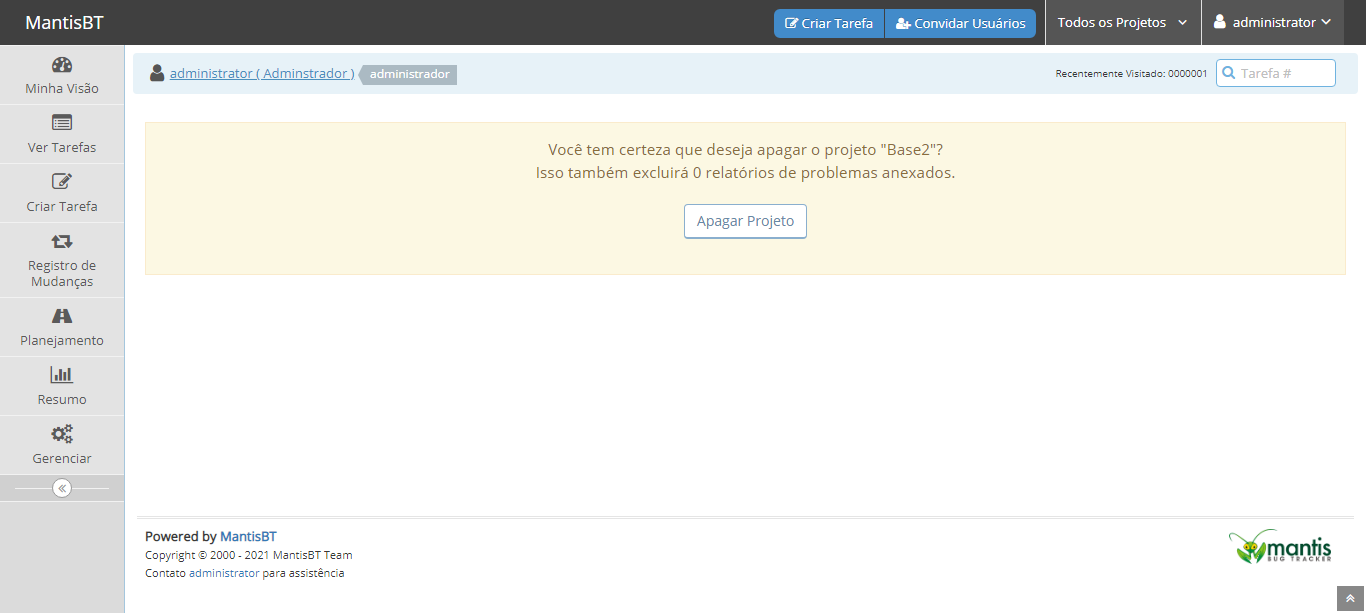 MantisBT
Criar Tarefa
Convidar Usuários
Todos os Projetos
administrator
Minha Visão
Ver Tarefas
Criar Tarefa
Registro de
Mudanças
Planejamento
Resumo
Gerenciar
administrator ( Adminstrador )
administrador
Recentemente Visitado: 0000001
Tarefa #
Você tem certeza que deseja apagar o projeto "Base2"?
Isso também excluirá 0 relatórios de problemas anexados.
Apagar Projeto
Powered by MantisBT
Copyright © 2000 - 2021 MantisBT Team
Contato administrator para assistência
mantis
BUG TRACKER